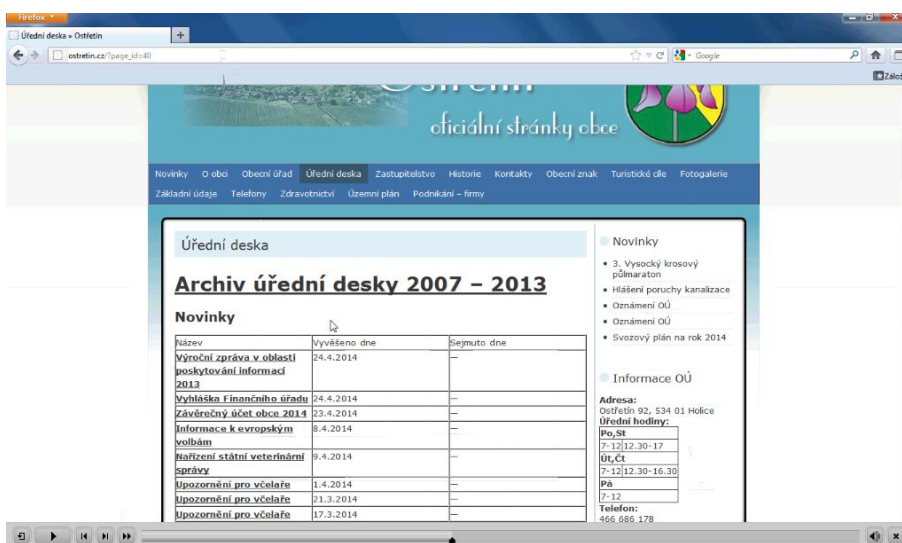 Firefox
Úřední deska » Ostřetín
ostretin.cz/?page_id=40
Google
Zálo
Ostřetín
oficiální stránky obce
Novinky O obci Obecní úřad Úřední deska Zastupitelstvo Historie Kontakty Obecní znak Turistické cíle Fotogalerie
Základní údaje Telefony Zdravotnictví Územní plán Podnikání – firmy
Úřední deska
Archiv úřední desky 2007 – 2013
Novinky
Název Vyvěšeno dne Sejmuto dne
Výroční zpráva v oblasti 24.4.2014 —
poskytování informací
2013
Vyhláška Finančního úřadu 24.4.2014 —
Závěrečný účet obce 2014 23.4.2014 —
Informace k evropským 8.4.2014 —
volbám
Nařízení státní veterinární 9.4.2014 —
správy
Upozornění pro včelaře 1.4.2014 —
Upozornění pro včelaře 21.3.2014 —
Upozornění pro včelaře 17.3.2014 —
Novinky
3. Vysocký krosový
půlmaraton
Hlášení poruchy kanalizace
Oznámení OÚ
Oznámení OÚ
Svozový plán na rok 2014
Informace OÚ
Adresa:
Ostřetín 92, 534 01 Holice
Úřední hodiny:
Po,St
7-12 12.30-17
Út,Čt
7-12 12.30-16.30
Pá
7-12
Telefon:
466 686 178